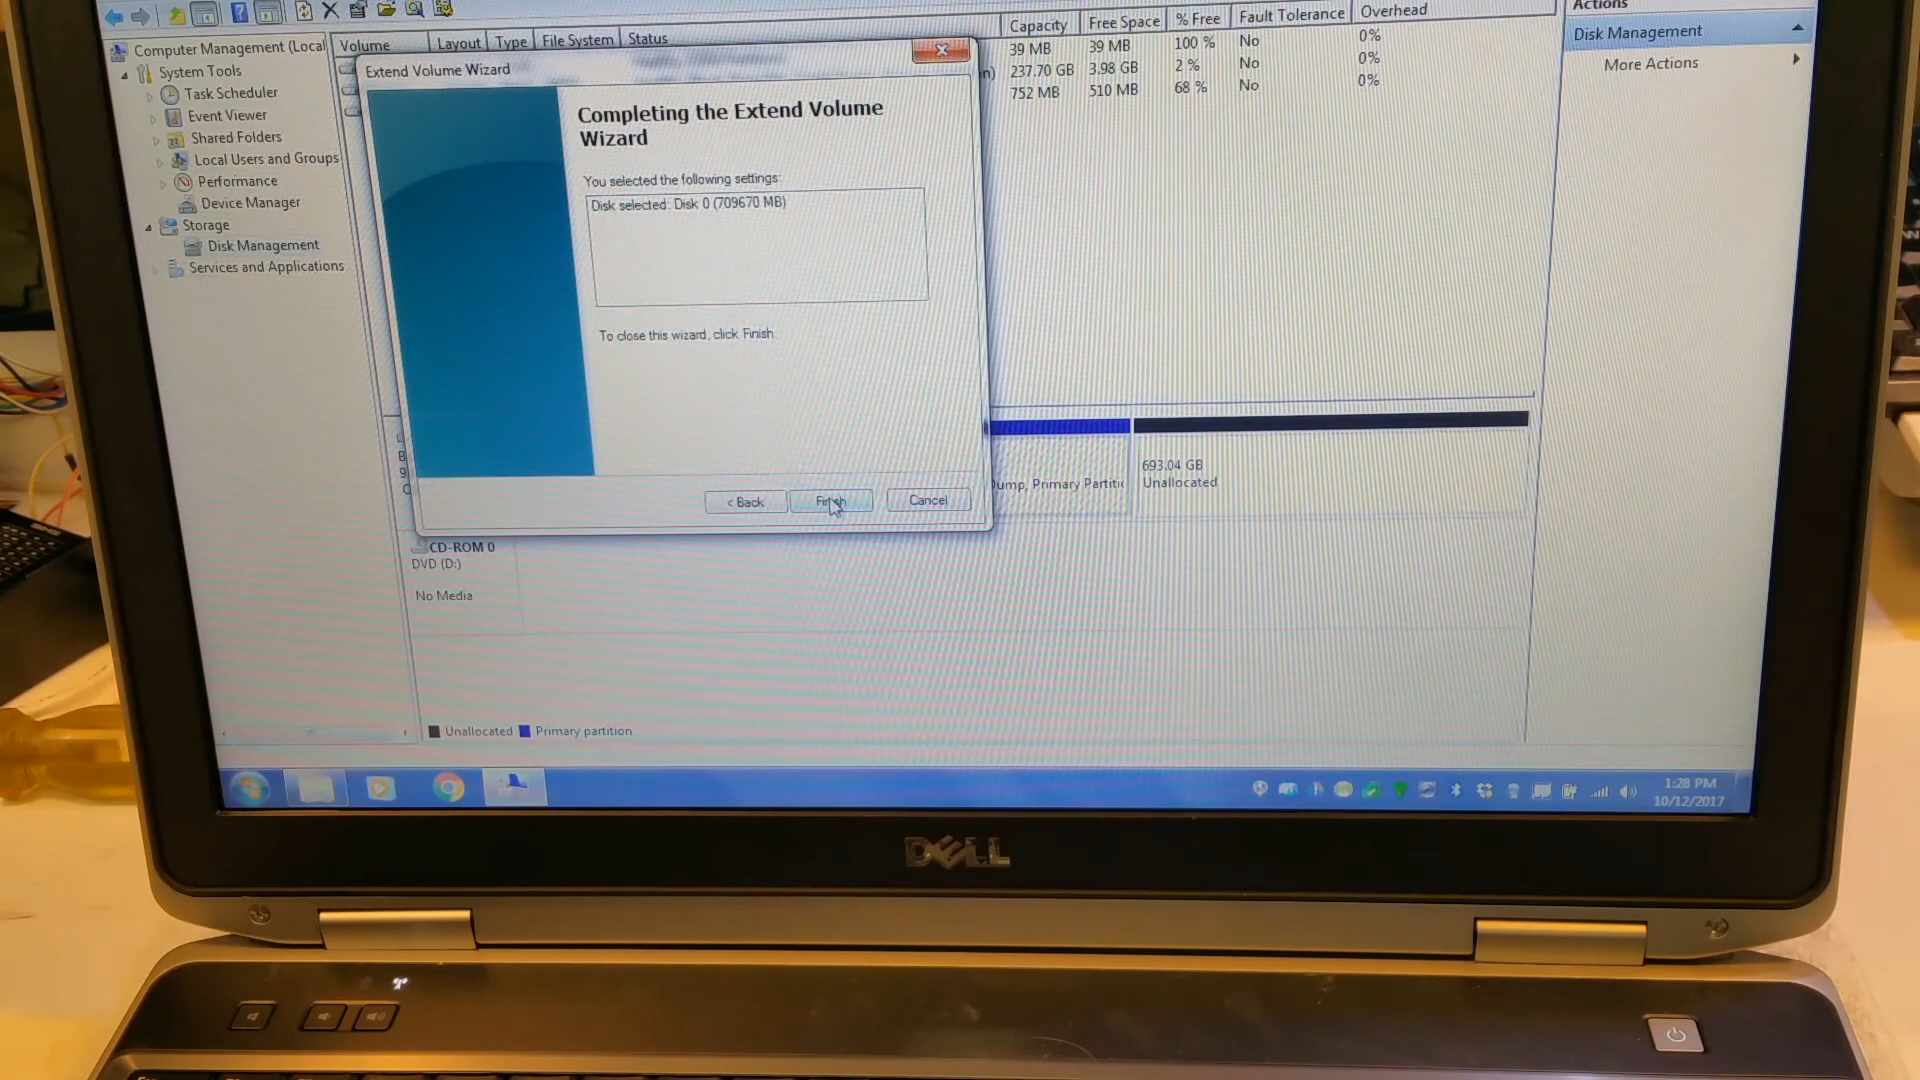 Actions
Computer Management (Local
Volume
Layout
Type
File System
Status
Capacity
Free Space
% Free
Fault Tolerance
Overhead
Disk Management
More Actions
System Tools
Task Scheduler
Event Viewer
Shared Folders
Local Users and Groups
Performance
Device Manager
Storage
Disk Management
Services and Applications
39 MB 39 MB 100 % No 0%
237.70 GB 3.98 GB 2 % No 0%
752 MB 510 MB 68 % No 0%
Extend Volume Wizard
Completing the Extend Volume
Wizard
You selected the following settings:
Disk selected: Disk 0 (709670 MB)
To close this wizard, click Finish.
< Back
Finish
Cancel
ump, Primary Partitic
693.04 GB
Unallocated
CD-ROM 0
DVD (D:)
No Media
Unallocated
Primary partition
1:28 PM
10/12/2017
DELL